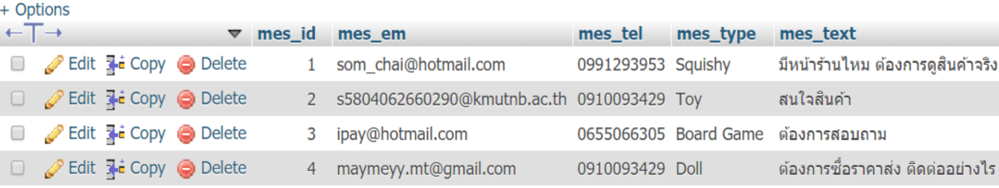 + Options
←T→ ▼ mes_id mes_em mes_tel mes_type mes_text
Edit Copy Delete 1 som_chai@hotmail.com 0991293953 Squishy มีหน้าร้านไหม ต้องการดูสินค้าจริง
Edit Copy Delete 2 s5804062660290@kmutnb.ac.th 0910093429 Toy สนใจสินค้า
Edit Copy Delete 3 ipay@hotmail.com 0655066305 Board Game ต้องการสอบถาม
Edit Copy Delete 4 maymeyy.mt@gmail.com 0910093429 Doll ต้องการซื้อราคาส่ง ติดต่ออย่างไร